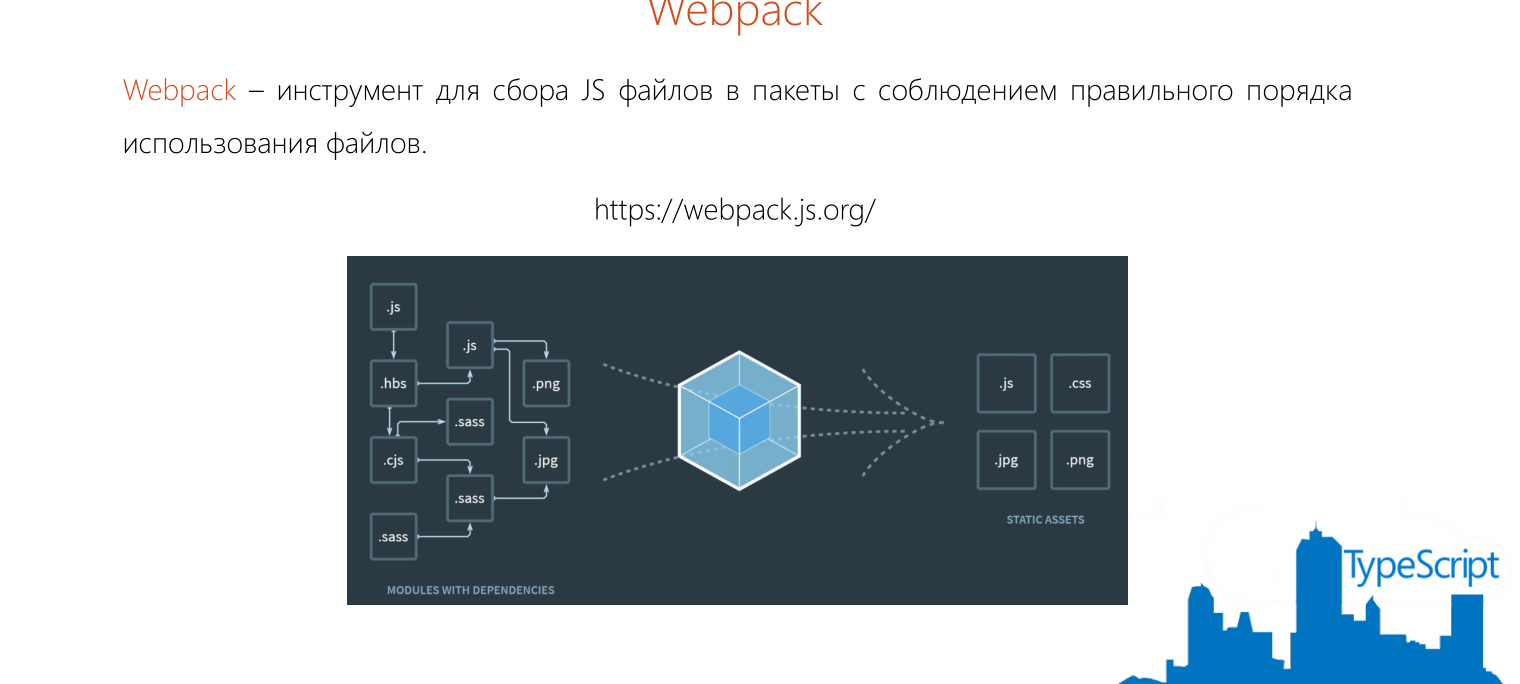 Webpack
Webpack – инструмент для сбора JS файлов в пакеты с соблюдением правильного порядка
использования файлов.
https://webpack.js.org/
.js
.js
.hbs
.png
.sass
.cjs
.jpg
.sass
.sass
MODULES WITH DEPENDENCIES
.js
.css
.jpg
.png
STATIC ASSETS
TypeScript